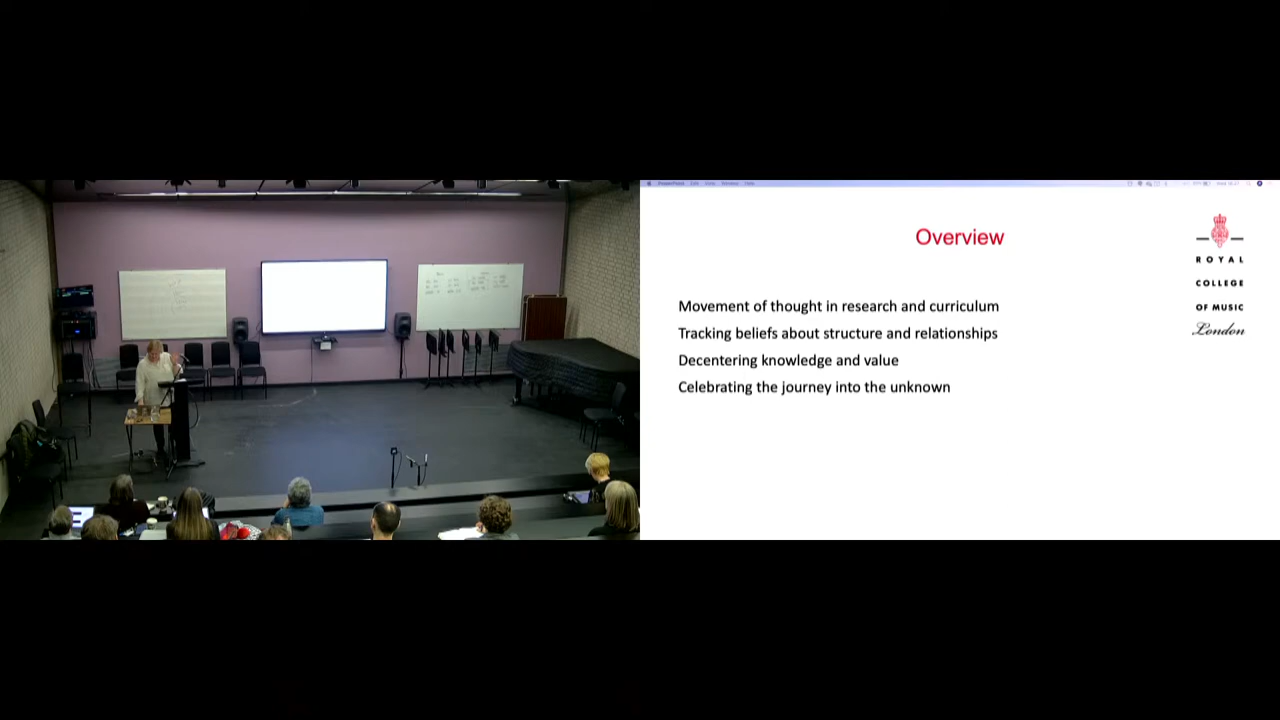 Overview
ROYAL
COLLEGE
OF MUSIC
London
Movement of thought in research and curriculum
Tracking beliefs about structure and relationships
Decentering knowledge and value
Celebrating the journey into the unknown